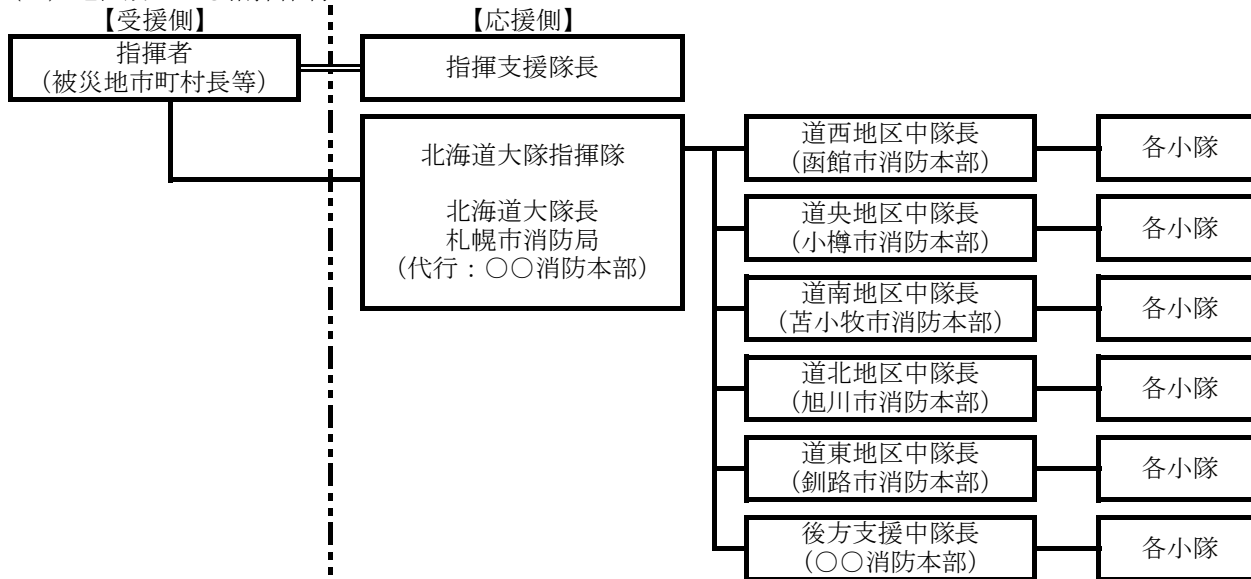 【受援側】
【応援側】
指揮者
(被災地市町村長等)
指揮支援隊長
北海道大隊指揮隊
北海道大隊長
札幌市消防局
(代行：○○消防本部)
道西地区中隊長
(函館市消防本部)
各小隊
道央地区中隊長
(小樽市消防本部)
各小隊
道南地区中隊長
(苫小牧市消防本部)
各小隊
道北地区中隊長
(旭川市消防本部)
各小隊
道東地区中隊長
(釧路市消防本部)
各小隊
後方支援中隊長
(○○消防本部)
各小隊